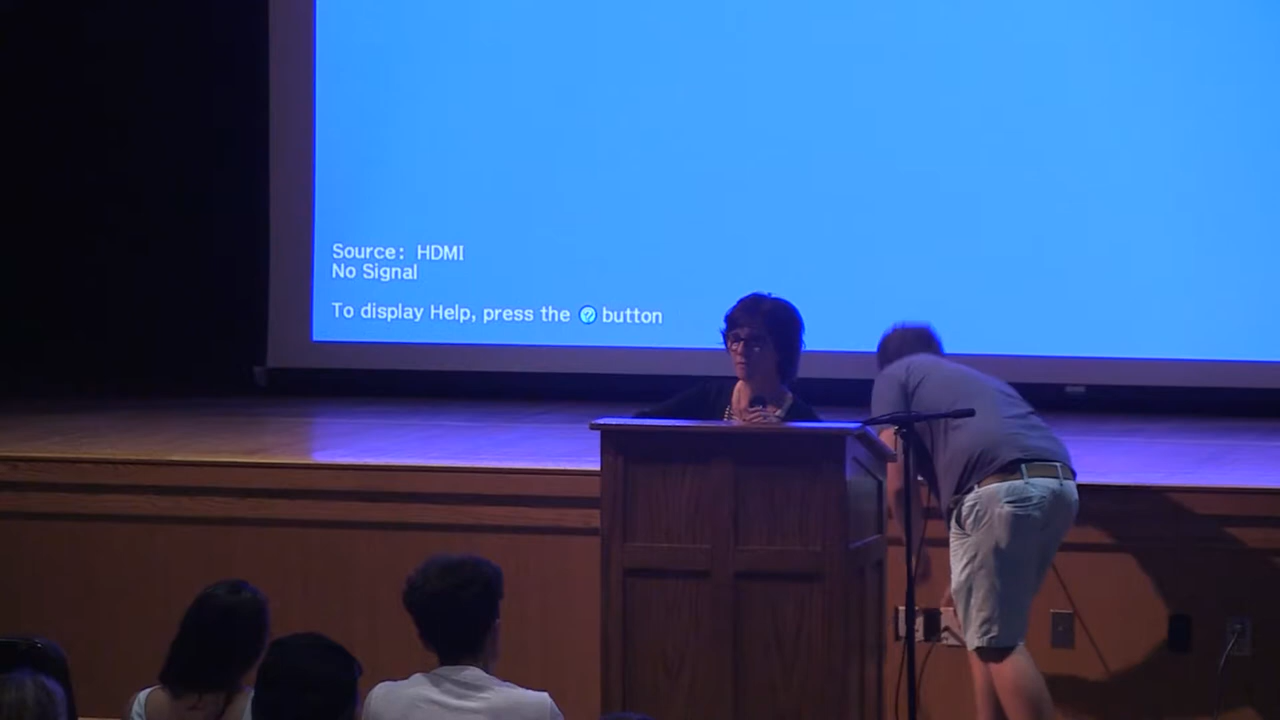 Source: HDMI
No Signal
To display Help, press the ? button